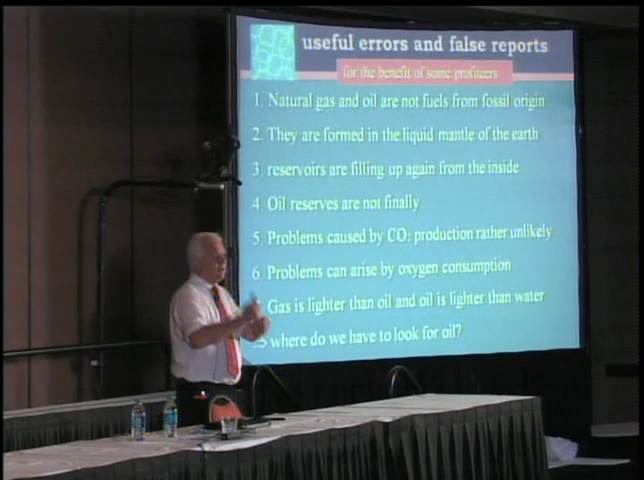 useful errors and false reports
for the benefit of some profiteers
1. Natural gas and oil are not fuels from fossil origin
2. They are formed in the liquid mantle of the earth
3. reservoirs are filling up again from the inside
4. Oil reserves are not finally
5. Problems caused by CO₂ production rather unlikely
6. Problems can arise by oxygen consumption
Gas is lighter than oil and oil is lighter than water
⇒ where do we have to look for oil?